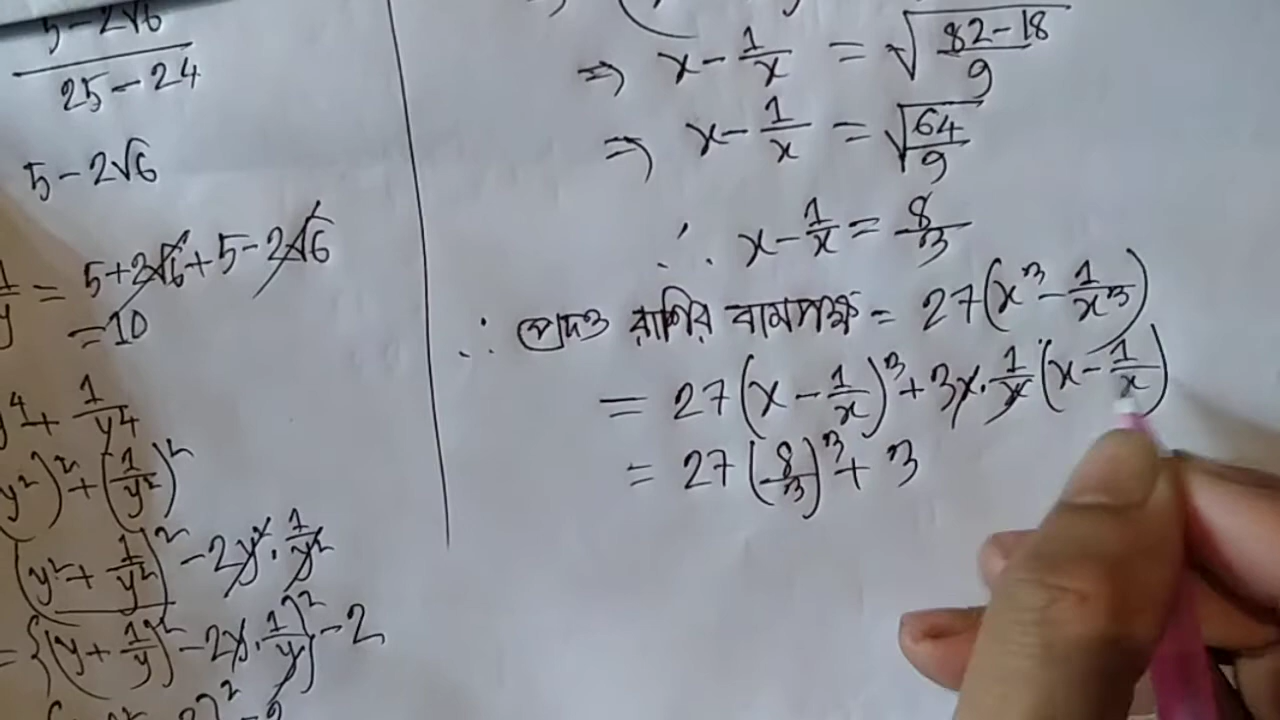 5-2√6
25-24
5-2√6
1/y = 5+2√6+5-2√6
=10
y⁴+1/y⁴
y²)²+(1/y²)²
(y²+1/y²)²-2y².1/y²
={(y+1/y)²-2y.1/y}²-2
⇒ x-1/x = √(82-18/9)
⇒ x-1/x = √(64/9)
∴ x-1/x = 8/3
∴ প্রদত্ত রাশির বামপক্ষ = 27(x³-1/x³)
= 27(x-1/x)³+3x.1/x(x-1/x)
= 27(8/3)³+3